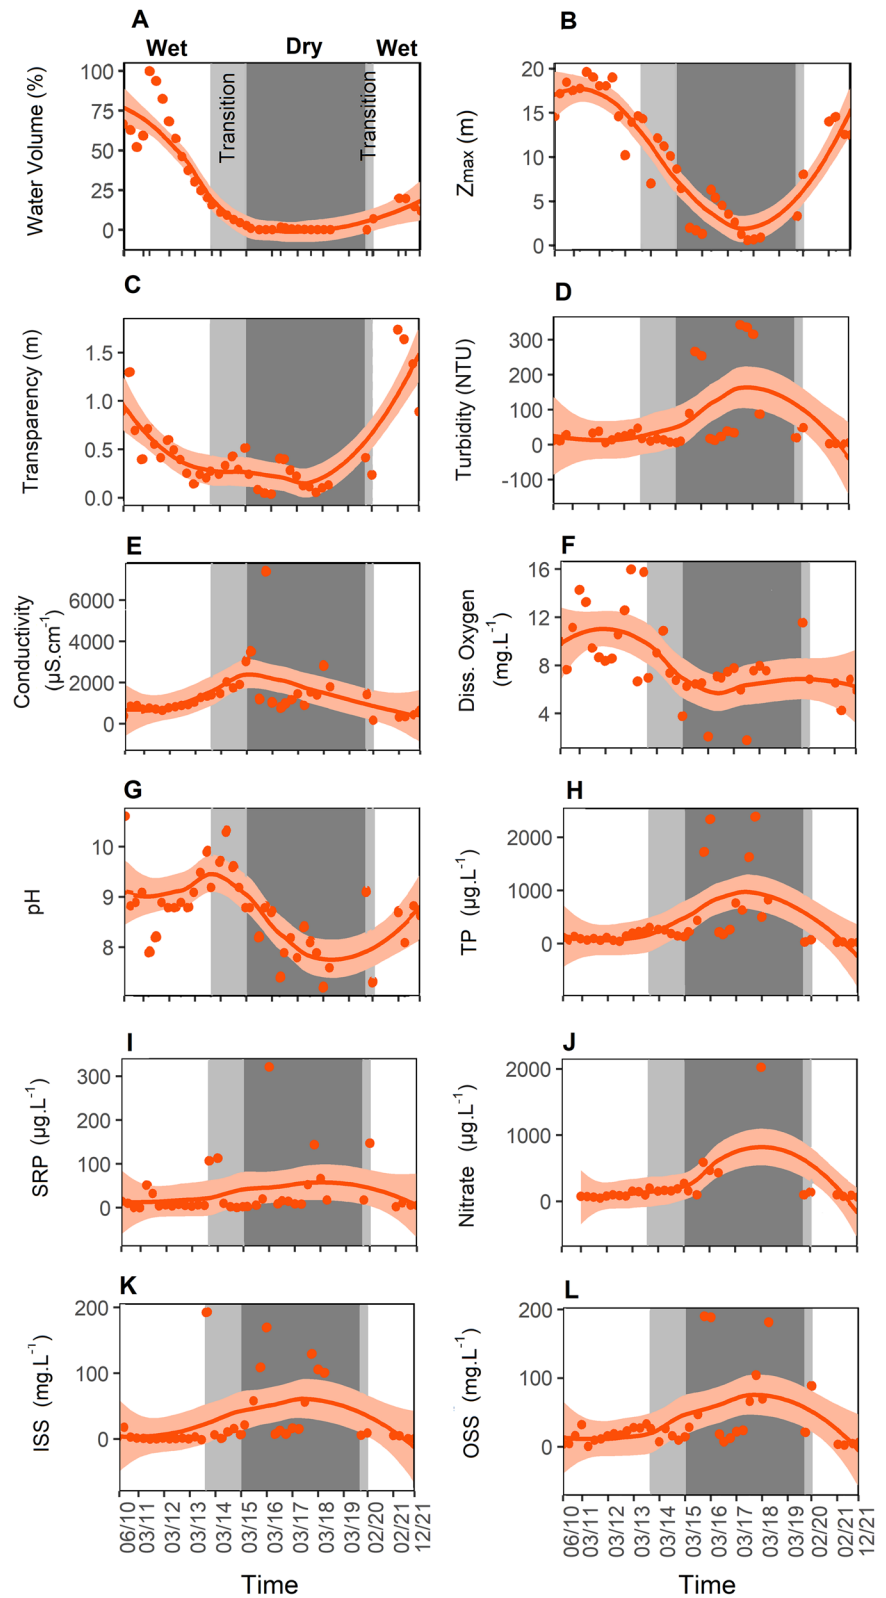 A
B
Wet
Dry
Wet
Transition
Transition
Water Volume (%)
100
75
50
25
0
Zmax (m)
20
15
10
5
0
C
D
Transparency (m)
1.5
1.0
0.5
0.0
Turbidity (NTU)
300
200
100
0
-100
E
F
Conductivity
(µS.cm⁻¹)
6000
4000
2000
0
Diss. Oxygen
(mg.L⁻¹)
16
12
8
4
G
H
pH
10
9
8
TP (µg.L⁻¹)
2000
1000
0
I
J
SRP (µg.L⁻¹)
300
200
100
0
Nitrate (µg.L⁻¹)
2000
1000
0
K
L
ISS (mg.L⁻¹)
200
100
0
OSS (mg.L⁻¹)
200
100
0
06/10
03/11
03/12
03/13
03/14
03/15
03/16
03/17
03/18
03/19
02/20
02/21
12/21
06/10
03/11
03/12
03/13
03/14
03/15
03/16
03/17
03/18
03/19
02/20
02/21
12/21
Time
Time